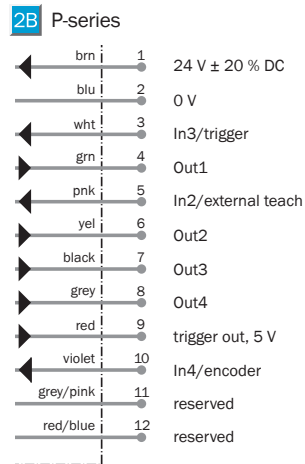 2B P-series
brn 1 24 V ± 20 % DC
blu 2 0 V
wht 3 In3/trigger
grn 4 Out1
pnk 5 In2/external teach
yel 6 Out2
black 7 Out3
grey 8 Out4
red 9 trigger out, 5 V
violet 10 In4/encoder
grey/pink 11 reserved
red/blue 12 reserved